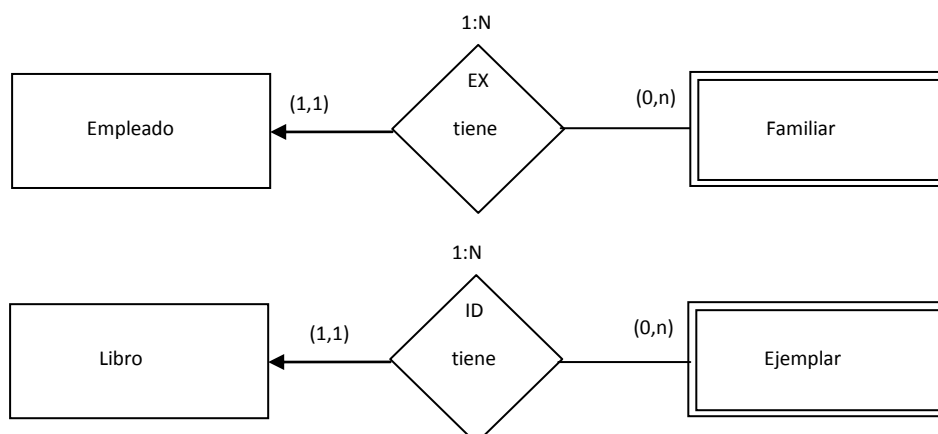 1:N
EX
(1,1)
(0,n)
Empleado
tiene
Familiar
1:N
ID
(1,1)
(0,n)
Libro
tiene
Ejemplar